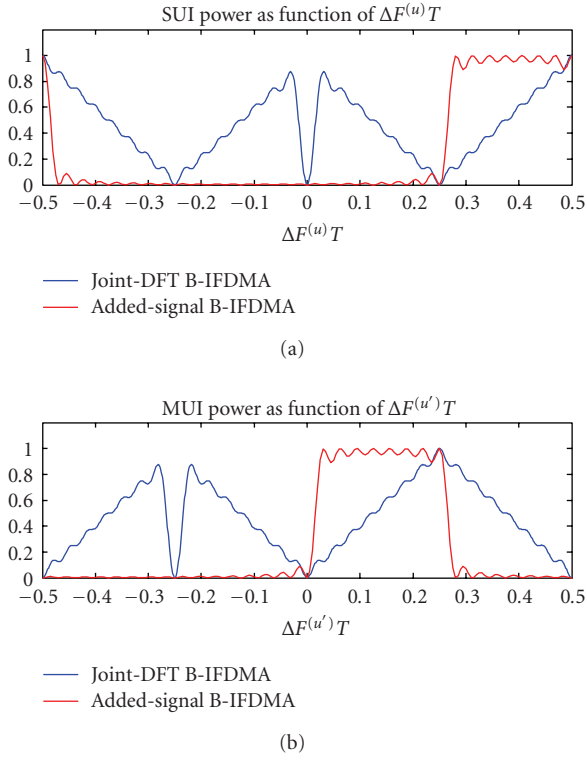 SUI power as function of ΔF^(u)T
1
0.8
0.6
0.4
0.2
0
−0.5 −0.4 −0.3 −0.2 −0.1 0 0.1 0.2 0.3 0.4 0.5
ΔF^(u)T
Joint-DFT B-IFDMA
Added-signal B-IFDMA
(a)
MUI power as function of ΔF^(u′)T
1
0.8
0.6
0.4
0.2
0
−0.5 −0.4 −0.3 −0.2 −0.1 0 0.1 0.2 0.3 0.4 0.5
ΔF^(u′)T
Joint-DFT B-IFDMA
Added-signal B-IFDMA
(b)